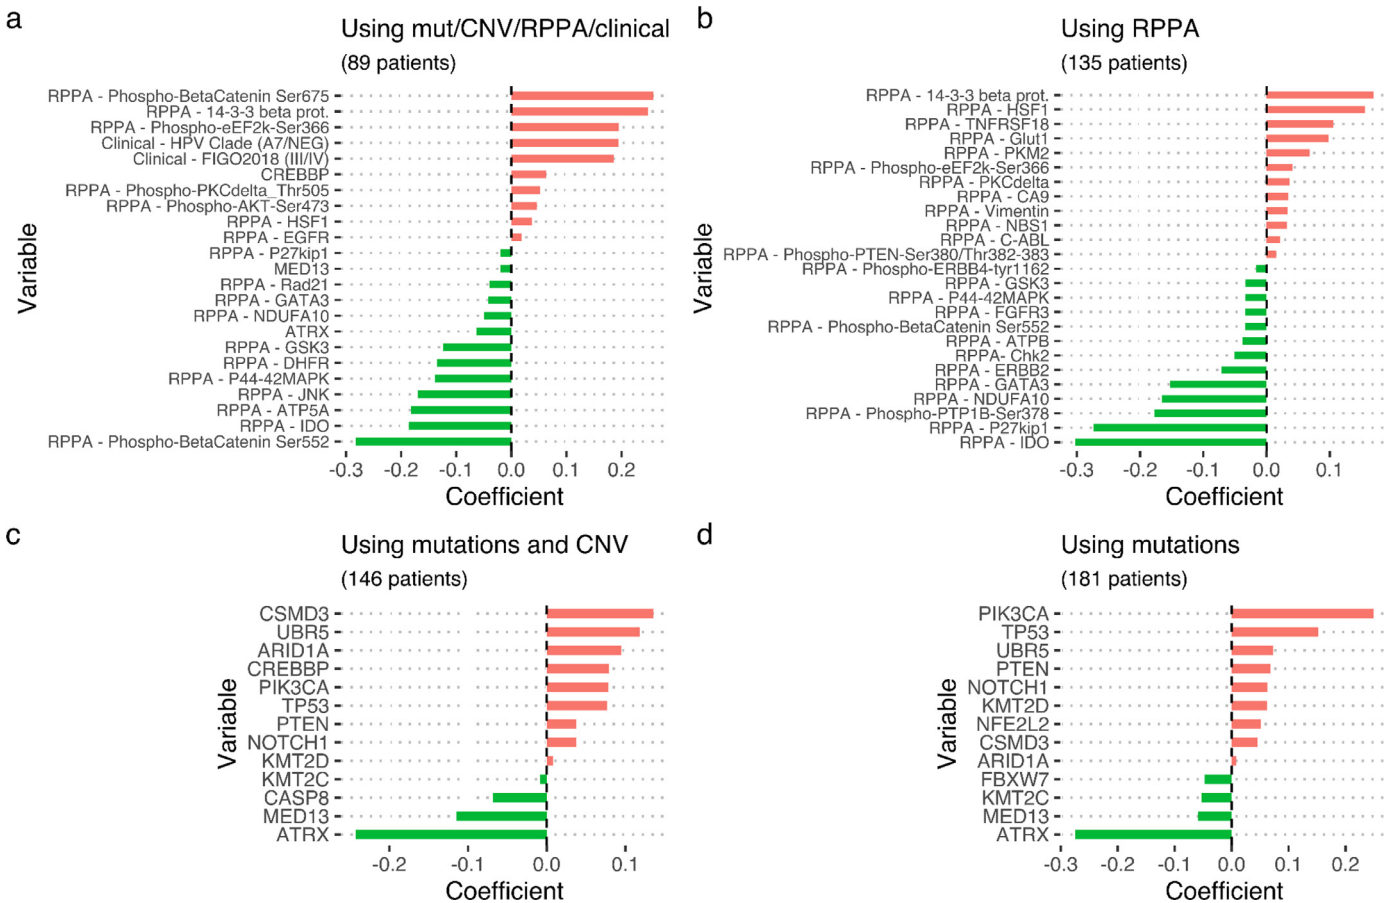 a
Using mut/CNV/RPPA/clinical
(89 patients)
Variable
RPPA - Phospho-BetaCatenin Ser675
RPPA - 14-3-3 beta prot.
RPPA - Phospho-eEF2k-Ser366
Clinical - HPV Clade (A7/NEG)
Clinical - FIGO2018 (III/IV)
CREBBP
RPPA - Phospho-PKCdelta_Thr505
RPPA - Phospho-AKT-Ser473
RPPA - HSF1
RPPA - EGFR
RPPA - P27kip1
MED13
RPPA - Rad21
RPPA - GATA3
RPPA - NDUFA10
ATRX
RPPA - GSK3
RPPA - DHFR
RPPA - P44-42MAPK
RPPA - JNK
RPPA - ATP5A
RPPA - IDO
RPPA - Phospho-BetaCatenin Ser552
-0.3 -0.2 -0.1 0.0 0.1 0.2
Coefficient
b
Using RPPA
(135 patients)
Variable
RPPA - 14-3-3 beta prot.
RPPA - HSF1
RPPA - TNFRSF18
RPPA - Glut1
RPPA - PKM2
RPPA - Phospho-eEF2k-Ser366
RPPA - PKCdelta
RPPA - CA9
RPPA - Vimentin
RPPA - NBS1
RPPA - C-ABL
RPPA - Phospho-PTEN-Ser380/Thr382-383
RPPA - Phospho-ERBB4-tyr1162
RPPA - GSK3
RPPA - P44-42MAPK
RPPA - FGFR3
RPPA - Phospho-BetaCatenin Ser552
RPPA - ATPB
RPPA- Chk2
RPPA - ERBB2
RPPA - GATA3
RPPA - NDUFA10
RPPA - Phospho-PTP1B-Ser378
RPPA - P27kip1
RPPA - IDO
-0.3 -0.2 -0.1 0.0 0.1
Coefficient
c
Using mutations and CNV
(146 patients)
Variable
CSMD3
UBR5
ARID1A
CREBBP
PIK3CA
TP53
PTEN
NOTCH1
KMT2D
KMT2C
CASP8
MED13
ATRX
-0.2 -0.1 0.0 0.1
Coefficient
d
Using mutations
(181 patients)
Variable
PIK3CA
TP53
UBR5
PTEN
NOTCH1
KMT2D
NFE2L2
CSMD3
ARID1A
FBXW7
KMT2C
MED13
ATRX
-0.3 -0.2 -0.1 0.0 0.1 0.2
Coefficient